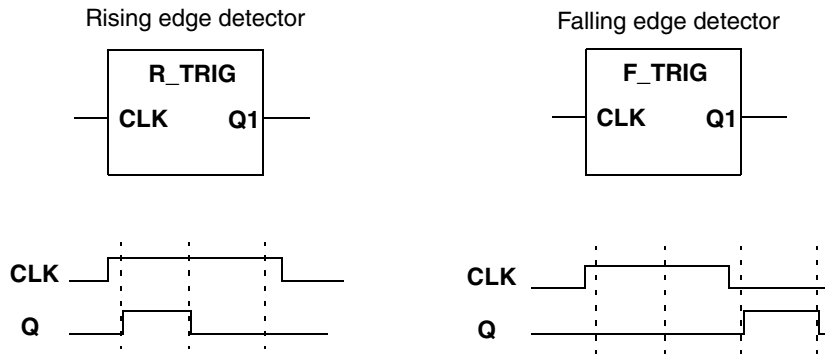 Rising edge detector
R_TRIG
CLK Q1
CLK
Q
Falling edge detector
F_TRIG
CLK Q1
CLK
Q